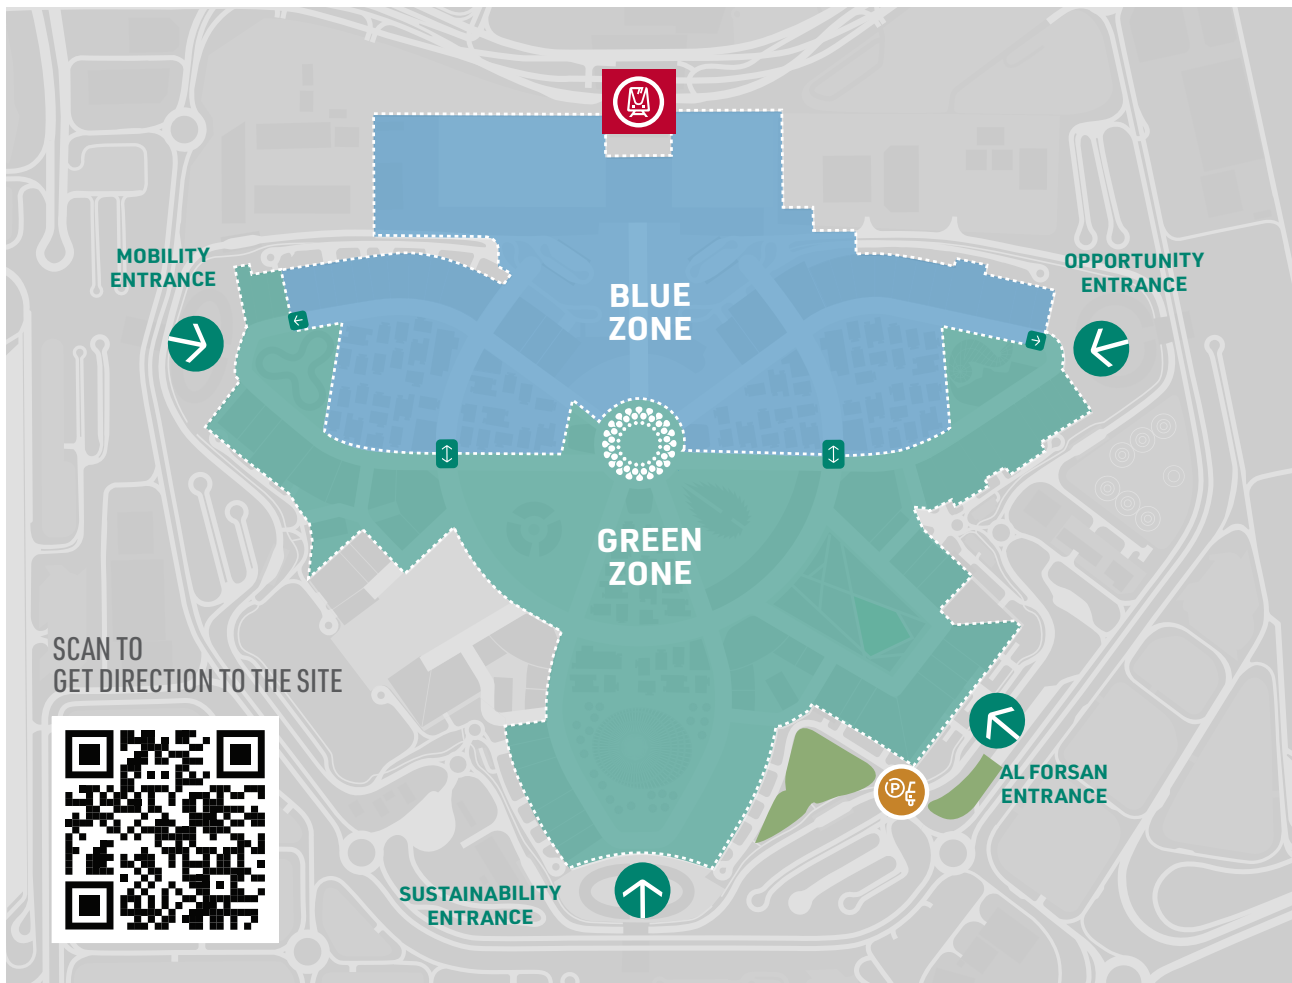 MOBILITY
ENTRANCE
OPPORTUNITY
ENTRANCE
BLUE
ZONE
GREEN
ZONE
SCAN TO
GET DIRECTION TO THE SITE
P
AL FORSAN
ENTRANCE
SUSTAINABILITY
ENTRANCE